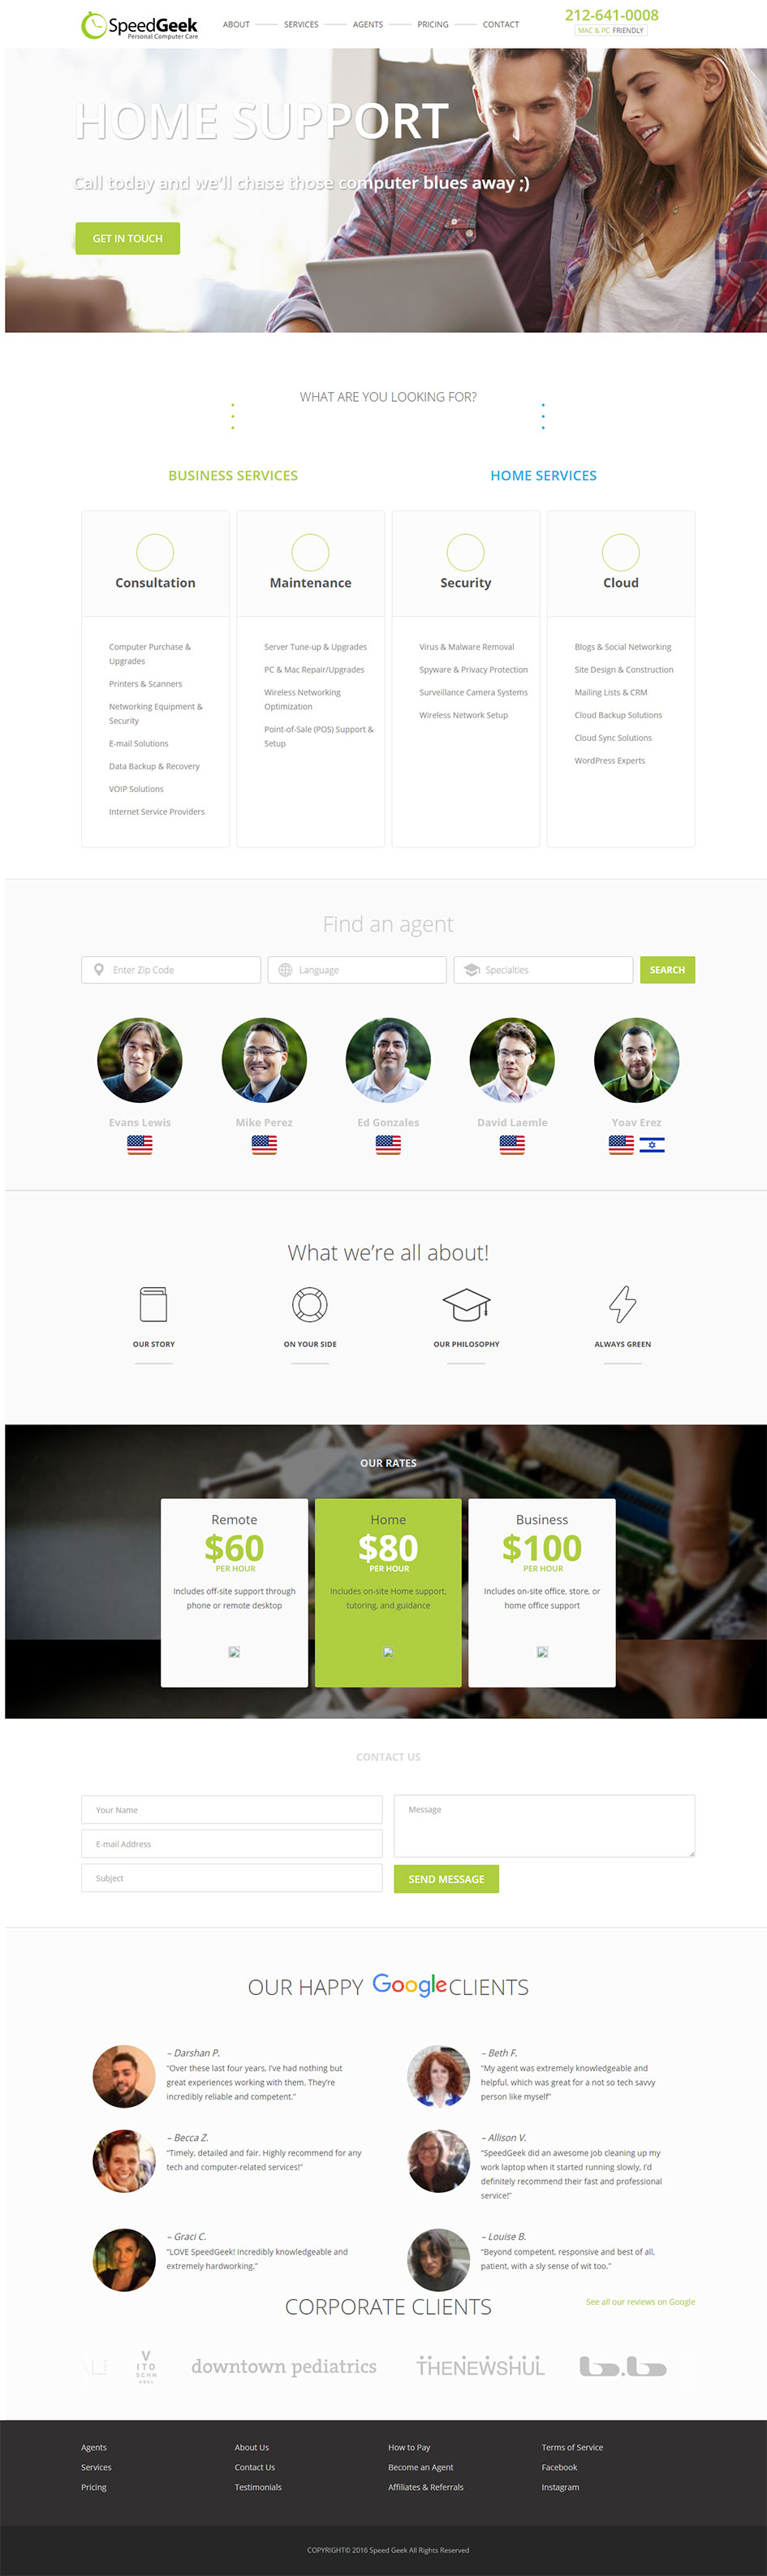 SpeedGeek
Personal Computer Care
ABOUT
SERVICES
AGENTS
PRICING
CONTACT
212-641-0008
MAC & PC FRIENDLY
HOME SUPPORT
Call today and we'll chase those computer blues away ;)
GET IN TOUCH
WHAT ARE YOU LOOKING FOR?
BUSINESS SERVICES
HOME SERVICES
Consultation
Computer Purchase &
Upgrades
Printers & Scanners
Networking Equipment &
Security
E-mail Solutions
Data Backup & Recovery
VOIP Solutions
Internet Service Providers
Maintenance
Server Tune-up & Upgrades
PC & Mac Repair/Upgrades
Wireless Networking
Optimization
Point-of-Sale (POS) Support &
Setup
Security
Virus & Malware Removal
Spyware & Privacy Protection
Surveillance Camera Systems
Wireless Network Setup
Cloud
Blogs & Social Networking
Site Design & Construction
Mailing Lists & CRM
Cloud Backup Solutions
Cloud Sync Solutions
WordPress Experts
Find an agent
Enter Zip Code
Language
Specialties
SEARCH
Evans Lewis
Mike Perez
Ed Gonzales
David Laemle
Yoav Erez
What we're all about!
OUR STORY
ON YOUR SIDE
OUR PHILOSOPHY
ALWAYS GREEN
OUR RATES
Remote
$60
PER HOUR
Includes off-site support through
phone or remote desktop
Home
$80
PER HOUR
Includes on-site Home support,
tutoring, and guidance
Business
$100
PER HOUR
Includes on-site office, store, or
home office support
CONTACT US
Your Name
E-mail Address
Subject
Message
SEND MESSAGE
OUR HAPPY Google CLIENTS
– Darshan P.
"Over these last four years, I've had nothing but
great experiences working with them. They're
incredibly reliable and competent."
– Beth F.
"My agent was extremely knowledgeable and
helpful, which was great for a not so tech savvy
person like myself"
– Becca Z.
"Timely, detailed and fair. Highly recommend for any
tech and computer-related services!"
– Allison V.
"SpeedGeek did an awesome job cleaning up my
work laptop when it started running slowly, I'd
definitely recommend their fast and professional
service!"
– Graci C.
"LOVE SpeedGeek! Incredibly knowledgeable and
extremely hardworking."
– Louise B.
"Beyond competent, responsive and best of all,
patient, with a sly sense of wit too."
See all our reviews on Google
CORPORATE CLIENTS
V
ITO
SCHN
ABEL
downtown pediatrics
THENEWSHUL
b.b
Agents
Services
Pricing
About Us
Contact Us
Testimonials
How to Pay
Become an Agent
Affiliates & Referrals
Terms of Service
Facebook
Instagram
COPYRIGHT© 2016 Speed Geek All Rights Reserved